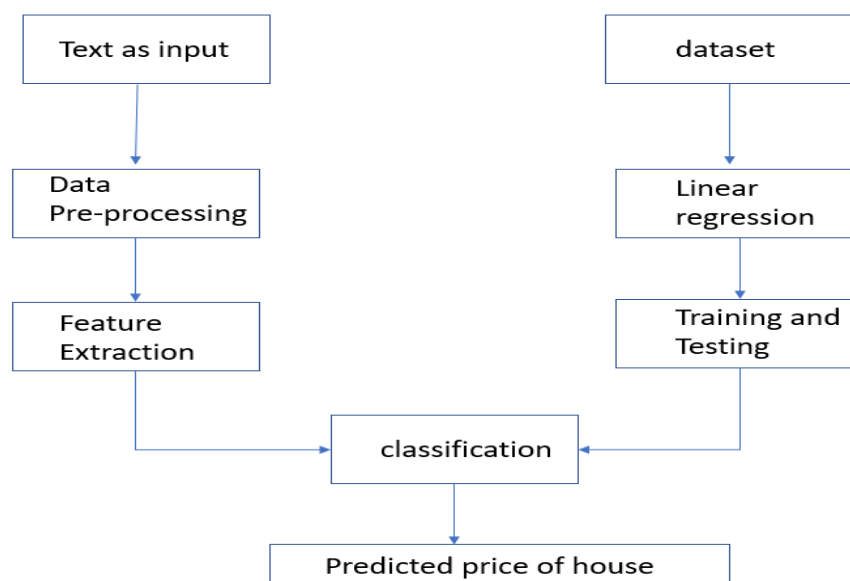 Text as input
dataset
Data
Pre-processing
Linear
regression
Feature
Extraction
Training and
Testing
classification
Predicted price of house